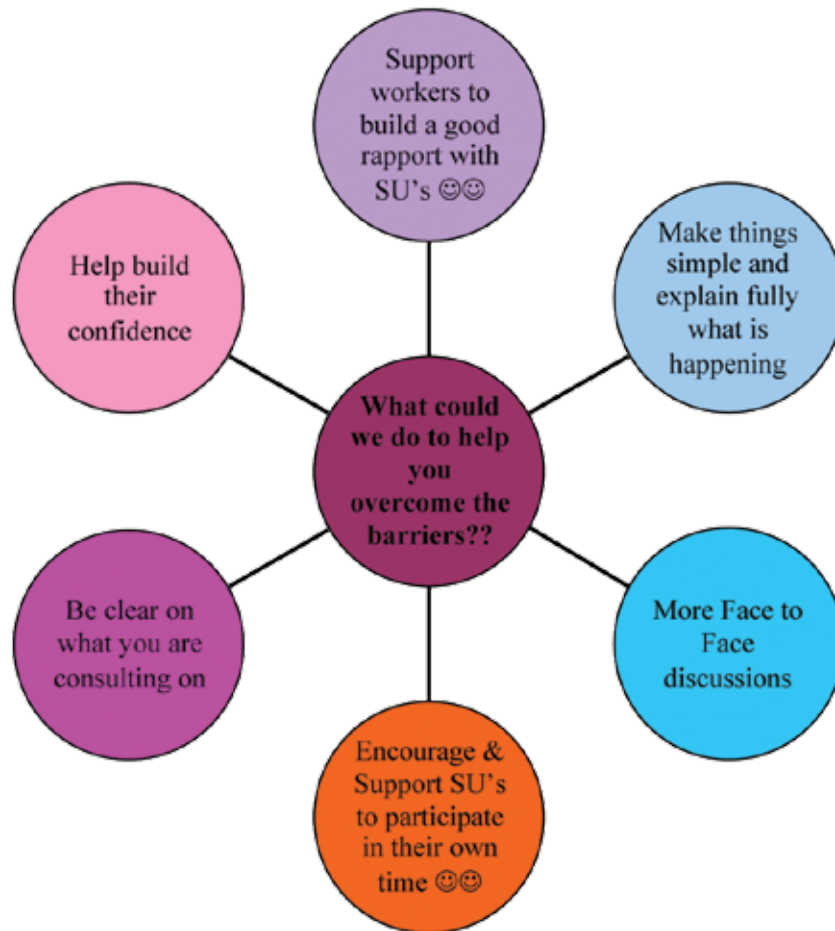 Support
workers to
build a good
rapport with
SU's ☺☺
Help build
their
confidence
Make things
simple and
explain fully
what is
happening
What could
we do to help
you
overcome the
barriers??
Be clear on
what you are
consulting on
More Face to
Face
discussions
Encourage &
Support SU's
to participate
in their own
time ☺☺